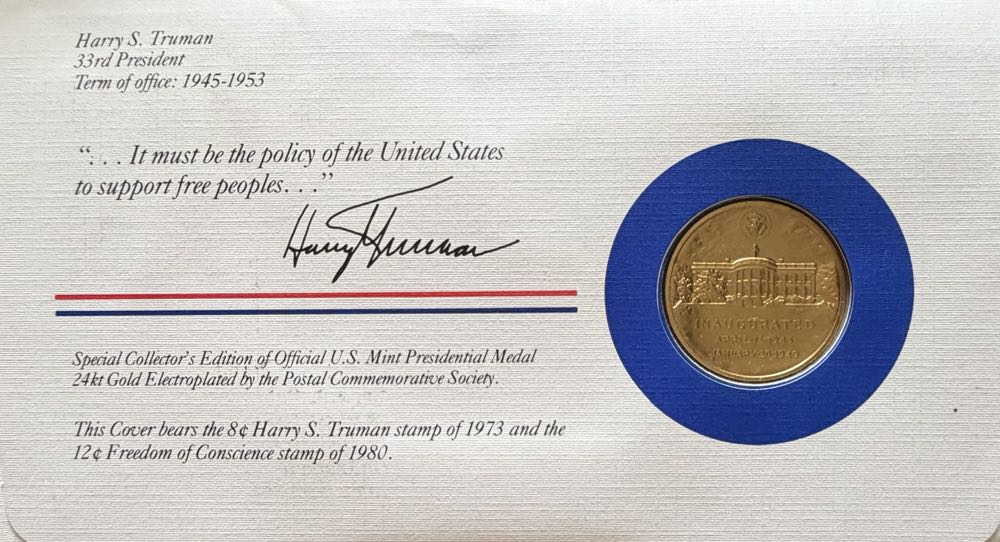 Harry S. Truman
33rd President
Term of office: 1945-1953
“. . . It must be the policy of the United States
to support free peoples. . .”
Harry Truman
Special Collector's Edition of Official U.S. Mint Presidential Medal
24kt Gold Electroplated by the Postal Commemorative Society.
This Cover bears the 8¢ Harry S. Truman stamp of 1973 and the
12¢ Freedom of Conscience stamp of 1980.
INAUGURATED
APRIL
JANUARY 20